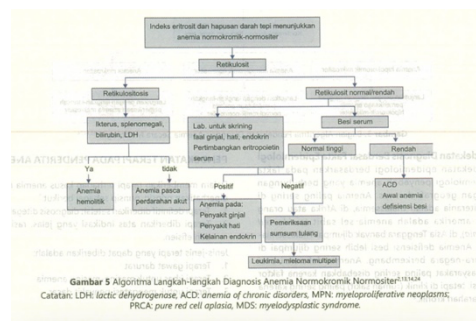 Indeks eritrosit dan hapusan darah tepi menunjukkan
anemia normokromik-normositer
Retikulosit
Retikulositosis
Retikulosit normal/rendah
Ikterus, splenomegali,
bilirubin, LDH
Lab. untuk skrining
faal ginjal, hati, endokrin
Pertimbangkan eritropoietin
serum
Besi serum
Normal tinggi
Rendah
Ya
tidak
Anemia
hemolitik
Anemia pasca
perdarahan akut
Positif
Negatif
ACD
Awal anemia
defisiensi besi
Anemia pada:
Penyakit ginjal
Penyakit hati
Kelainan endokrin
Pemeriksaan
sumsum tulang
Leukimia, mieloma multipel
Gambar 5 Algoritma Langkah-langkah Diagnosis Anemia Normokromik Normositer
Catatan: LDH: lactic dehydrogenase, ACD: anemia of chronic disorders, MPN: myeloproliferative neoplasms;
PRCA: pure red cell aplasia, MDS: myelodysplastic syndrome.